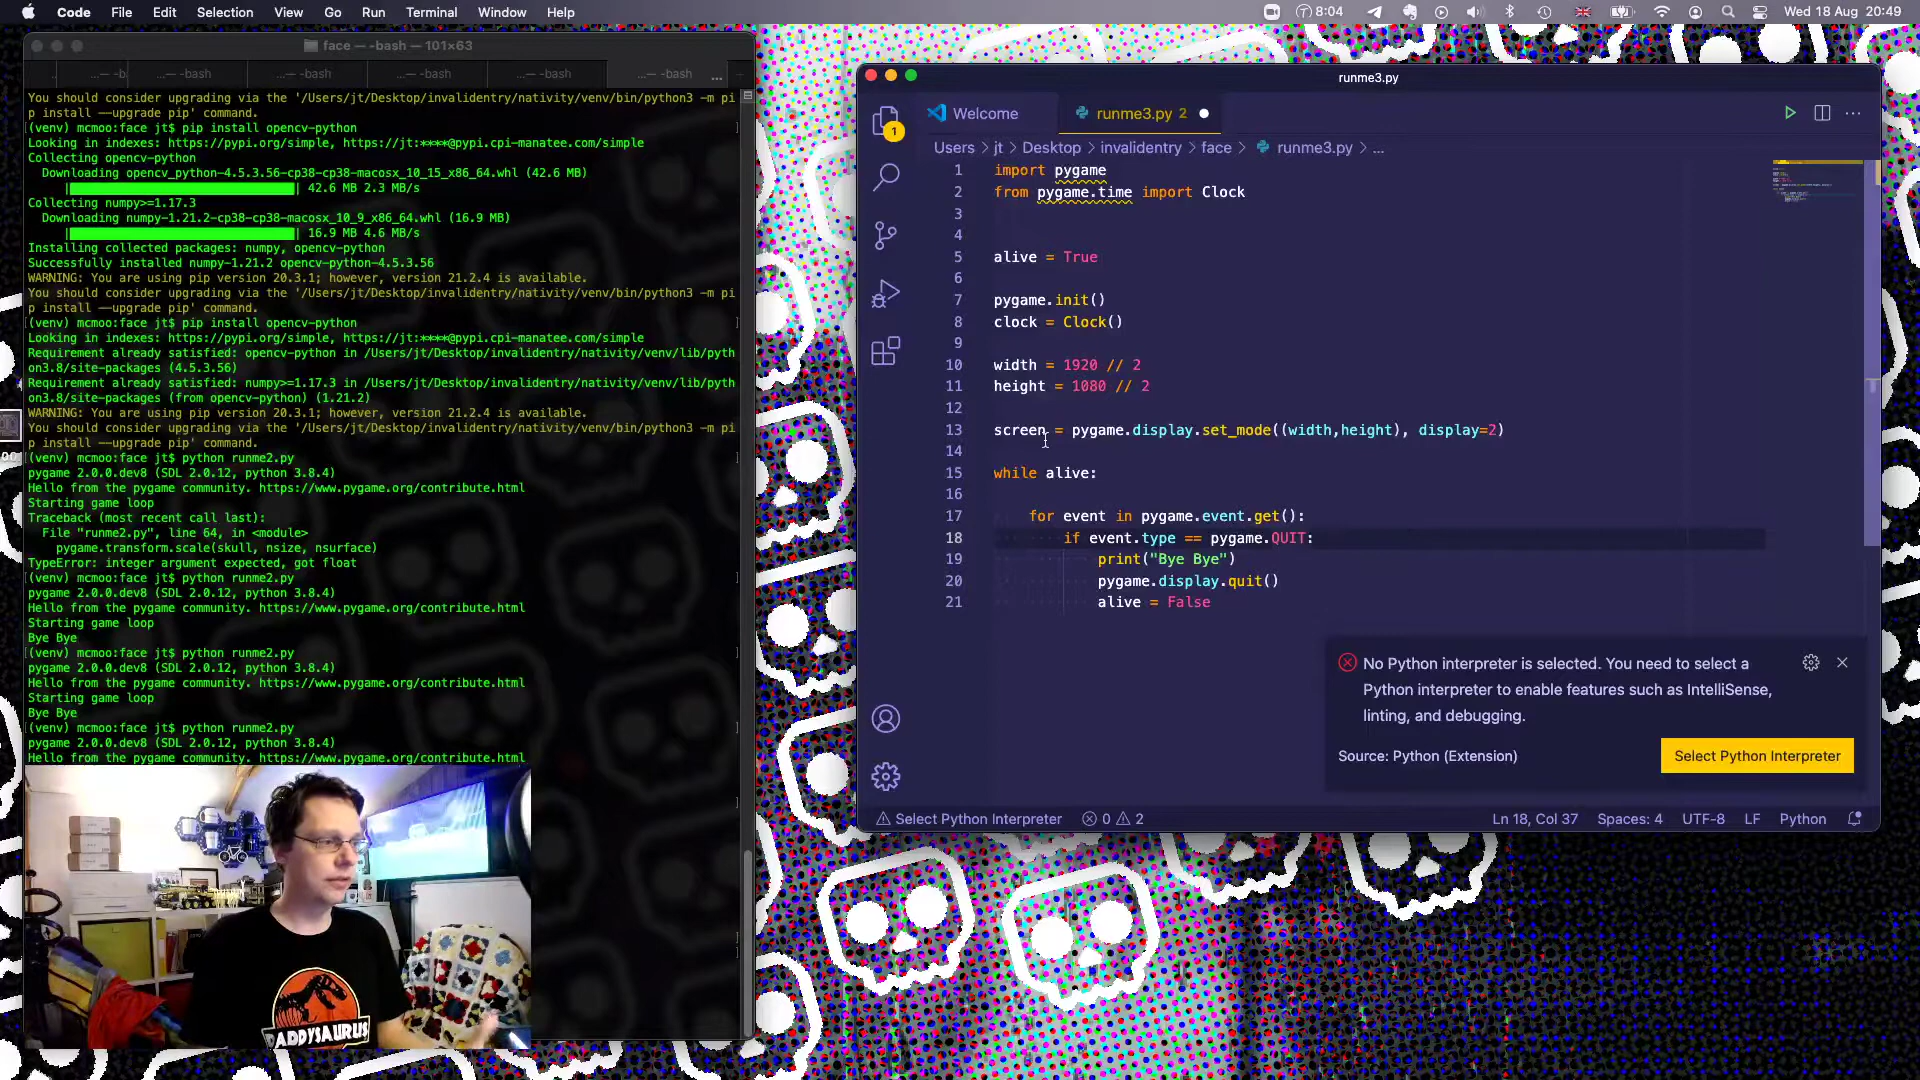 Code File Edit Selection View Go Run Terminal Window Help
8:04 Wed 18 Aug 20:49
face — -bash — 101×63
...— -b ...— -bash ...— -bash ...— -bash ...— -bash ...— -bash ...
You should consider upgrading via the '/Users/jt/Desktop/invalidentry/nativity/venv/bin/python3 -m pi
p install --upgrade pip' command.
(venv) mcmoo:face jt$ pip install opencv-python
Looking in indexes: https://pypi.org/simple, https://jt:****@pypi.cpi-manatee.com/simple
Collecting opencv-python
Downloading opencv_python-4.5.3.56-cp38-cp38-macosx_10_15_x86_64.whl (42.6 MB)
42.6 MB 2.3 MB/s
Collecting numpy>=1.17.3
Downloading numpy-1.21.2-cp38-cp38-macosx_10_9_x86_64.whl (16.9 MB)
16.9 MB 4.6 MB/s
Installing collected packages: numpy, opencv-python
Successfully installed numpy-1.21.2 opencv-python-4.5.3.56
WARNING: You are using pip version 20.3.1; however, version 21.2.4 is available.
You should consider upgrading via the '/Users/jt/Desktop/invalidentry/nativity/venv/bin/python3 -m pi
p install --upgrade pip' command.
(venv) mcmoo:face jt$ pip install opencv-python
Looking in indexes: https://pypi.org/simple, https://jt:****@pypi.cpi-manatee.com/simple
Requirement already satisfied: opencv-python in /Users/jt/Desktop/invalidentry/nativity/venv/lib/pyth
on3.8/site-packages (4.5.3.56)
Requirement already satisfied: numpy>=1.17.3 in /Users/jt/Desktop/invalidentry/nativity/venv/lib/pyth
on3.8/site-packages (from opencv-python) (1.21.2)
WARNING: You are using pip version 20.3.1; however, version 21.2.4 is available.
You should consider upgrading via the '/Users/jt/Desktop/invalidentry/nativity/venv/bin/python3 -m pi
p install --upgrade pip' command.
(venv) mcmoo:face jt$ python runme2.py
pygame 2.0.0.dev8 (SDL 2.0.12, python 3.8.4)
Hello from the pygame community. https://www.pygame.org/contribute.html
Starting game loop
Traceback (most recent call last):
File "runme2.py", line 64, in <module>
pygame.transform.scale(skull, nsize, nsurface)
TypeError: integer argument expected, got float
(venv) mcmoo:face jt$ python runme2.py
pygame 2.0.0.dev8 (SDL 2.0.12, python 3.8.4)
Hello from the pygame community. https://www.pygame.org/contribute.html
Starting game loop
Bye Bye
(venv) mcmoo:face jt$ python runme2.py
pygame 2.0.0.dev8 (SDL 2.0.12, python 3.8.4)
Hello from the pygame community. https://www.pygame.org/contribute.html
Starting game loop
Bye Bye
(venv) mcmoo:face jt$ python runme2.py
pygame 2.0.0.dev8 (SDL 2.0.12, python 3.8.4)
Hello from the pygame community. https://www.pygame.org/contribute.html
DADDYSAURUS
runme3.py
1
Welcome runme3.py 2
Users > jt > Desktop > invalidentry > face > runme3.py > ...
1 import pygame
2 from pygame.time import Clock
3
4
5 alive = True
6
7 pygame.init()
8 clock = Clock()
9
10 width = 1920 // 2
11 height = 1080 // 2
12
13 screen = pygame.display.set_mode((width,height), display=2)
14
15 while alive:
16
17 for event in pygame.event.get():
18 if event.type == pygame.QUIT:
19 print("Bye Bye")
20 pygame.display.quit()
21 alive = False
No Python interpreter is selected. You need to select a
Python interpreter to enable features such as IntelliSense,
linting, and debugging.
Source: Python (Extension) Select Python Interpreter
Select Python Interpreter 0 2 Ln 18, Col 37 Spaces: 4 UTF-8 LF Python